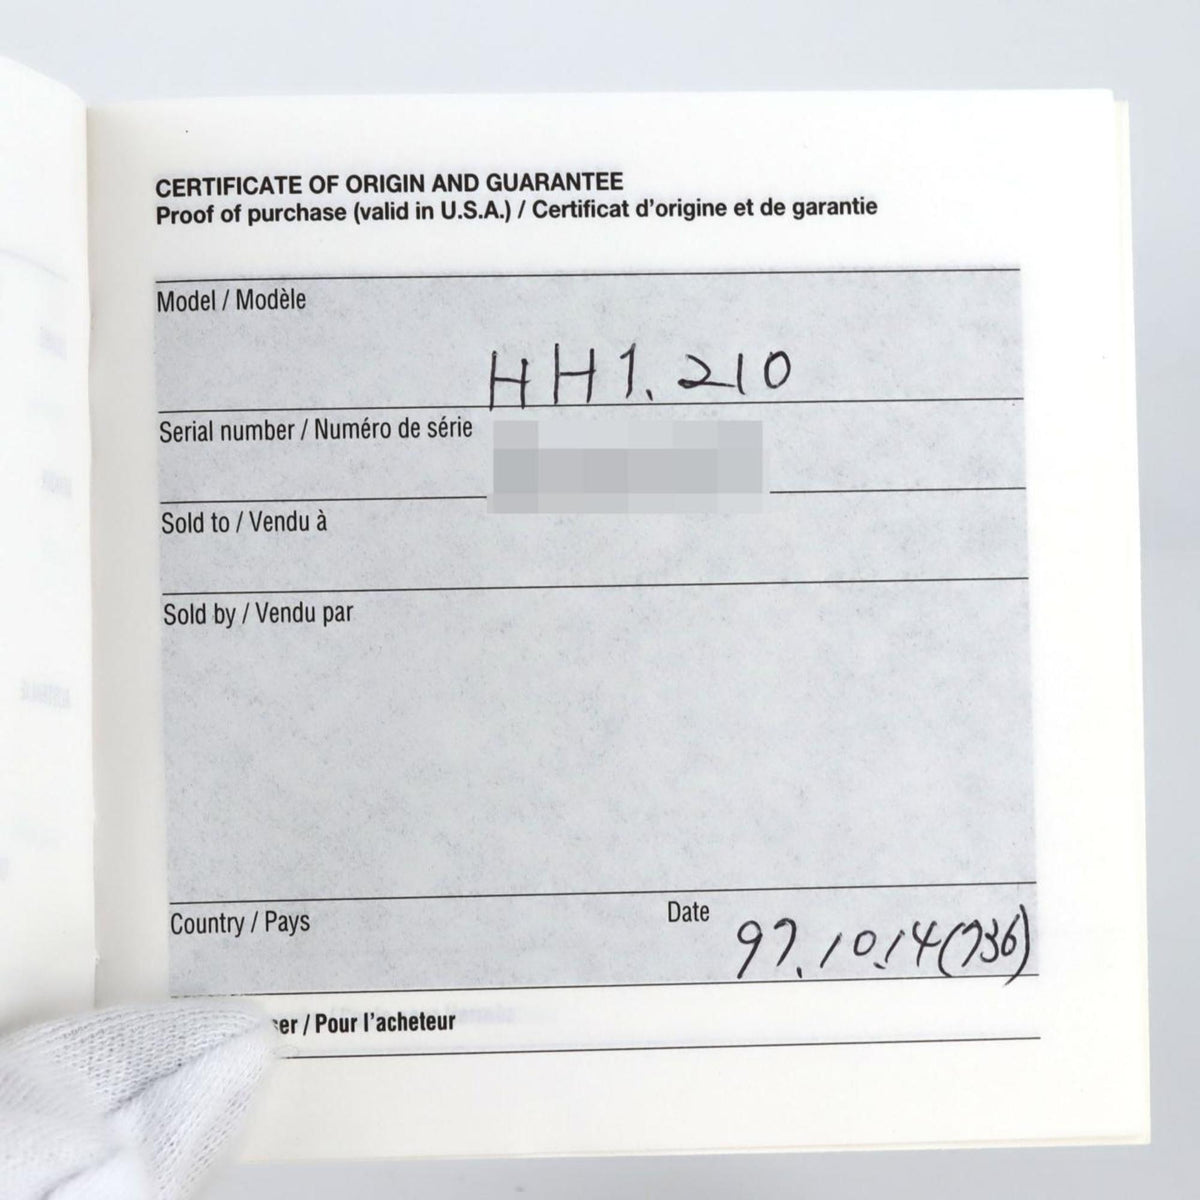 CERTIFICATE OF ORIGIN AND GUARANTEE
Proof of purchase (valid in U.S.A.) / Certificat d'origine et de garantie
Model / Modèle
HH1.210
Serial number / Numéro de série
Sold to / Vendu à
Sold by / Vendu par
Country / Pays
Date 97.10.14(736)
/ Pour l'acheteur